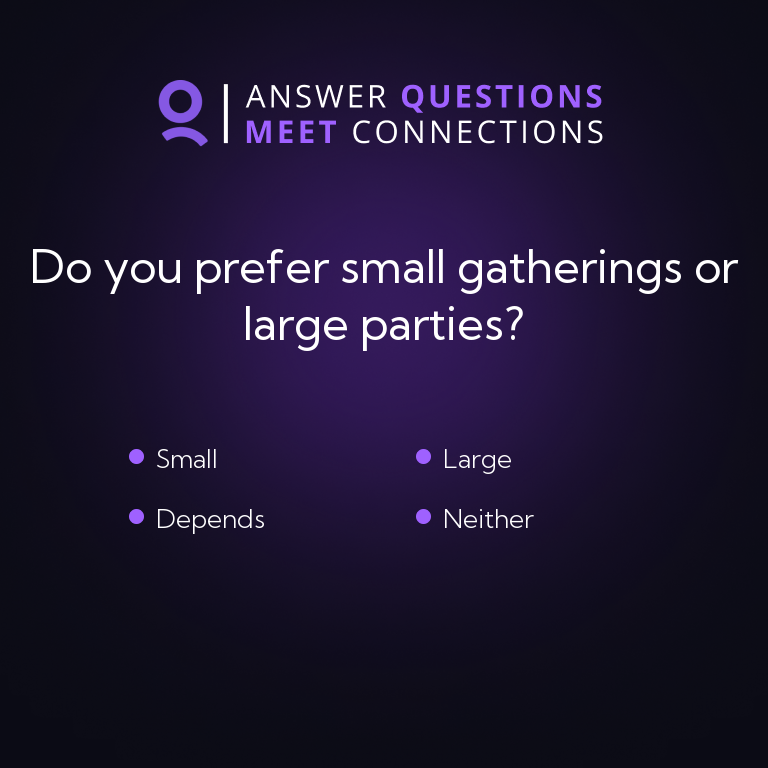 ANSWER QUESTIONS
MEET CONNECTIONS
Do you prefer small gatherings or
large parties?
Small
Large
Depends
Neither